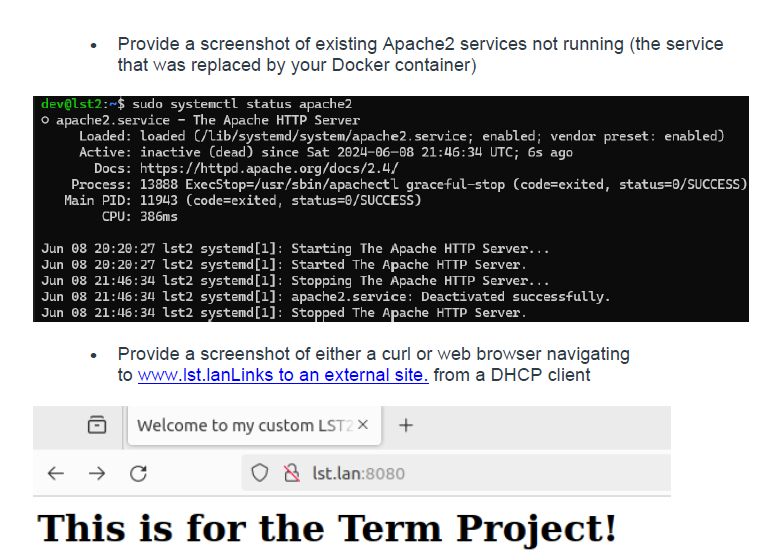 • Provide a screenshot of existing Apache2 services not running (the service
that was replaced by your Docker container)
dev@lst2:~$ sudo systemctl status apache2
○ apache2.service - The Apache HTTP Server
Loaded: loaded (/lib/systemd/system/apache2.service; enabled; vendor preset: enabled)
Active: inactive (dead) since Sat 2024-06-08 21:46:34 UTC; 6s ago
Docs: https://httpd.apache.org/docs/2.4/
Process: 13888 ExecStop=/usr/sbin/apachectl graceful-stop (code=exited, status=0/SUCCESS)
Main PID: 11943 (code=exited, status=0/SUCCESS)
CPU: 386ms
Jun 08 20:20:27 lst2 systemd[1]: Starting The Apache HTTP Server...
Jun 08 20:20:27 lst2 systemd[1]: Started The Apache HTTP Server.
Jun 08 21:46:34 lst2 systemd[1]: Stopping The Apache HTTP Server...
Jun 08 21:46:34 lst2 systemd[1]: apache2.service: Deactivated successfully.
Jun 08 21:46:34 lst2 systemd[1]: Stopped The Apache HTTP Server.
• Provide a screenshot of either a curl or web browser navigating
to www.lst.lanLinks to an external site. from a DHCP client
Welcome to my custom LST2
lst.lan:8080
This is for the Term Project!